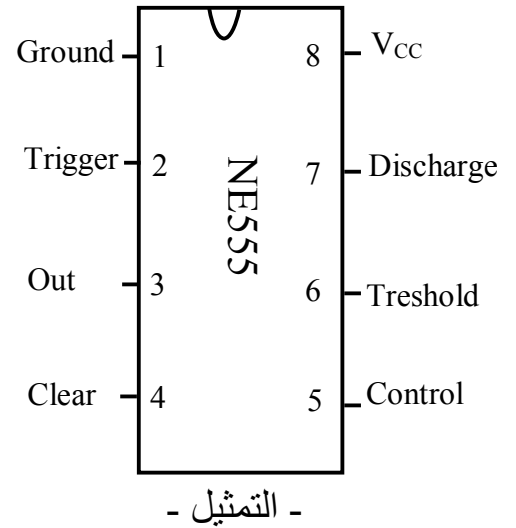 Ground 1 8 VCC
Trigger 2 7 Discharge
NE555
Out 3 6 Treshold
Clear 4 5 Control
- التمثيل -